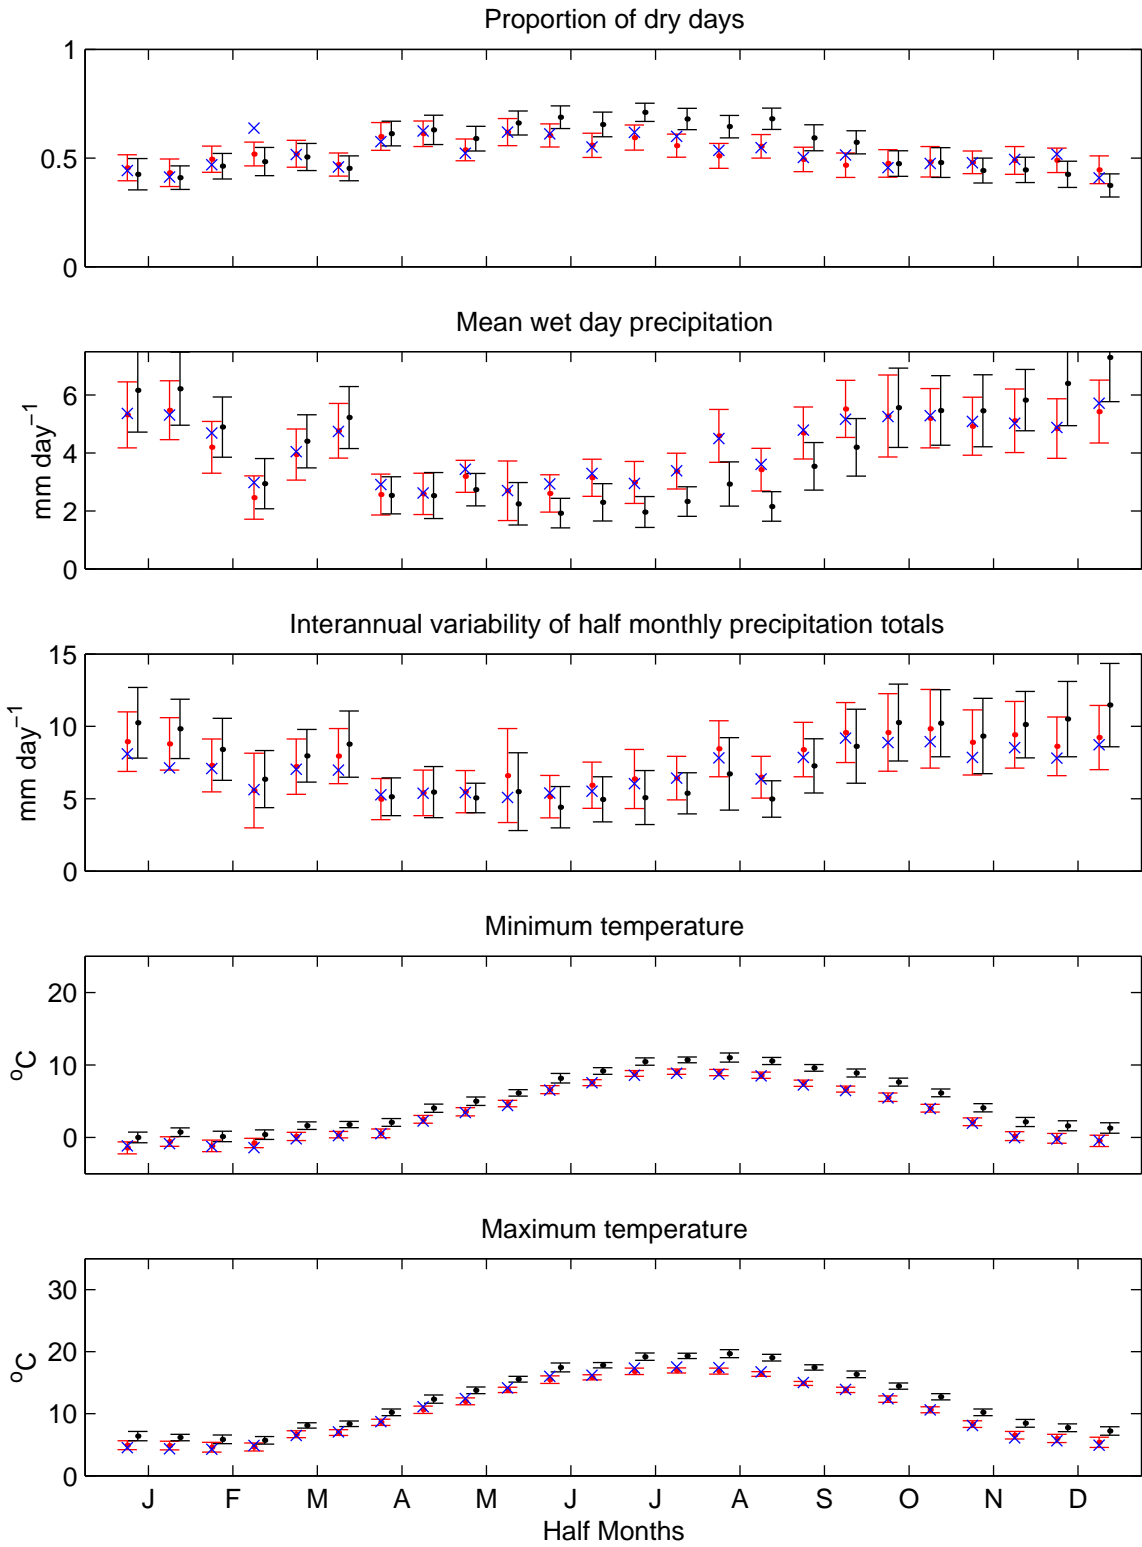 Proportion of dry days
1
0.5
0
Mean wet day precipitation
6
4
2
0
mm day⁻¹
Interannual variability of half monthly precipitation totals
15
10
5
0
mm day⁻¹
Minimum temperature
20
10
0
ºC
Maximum temperature
30
20
10
0
ºC
J F M A M J J A S O N D
Half Months